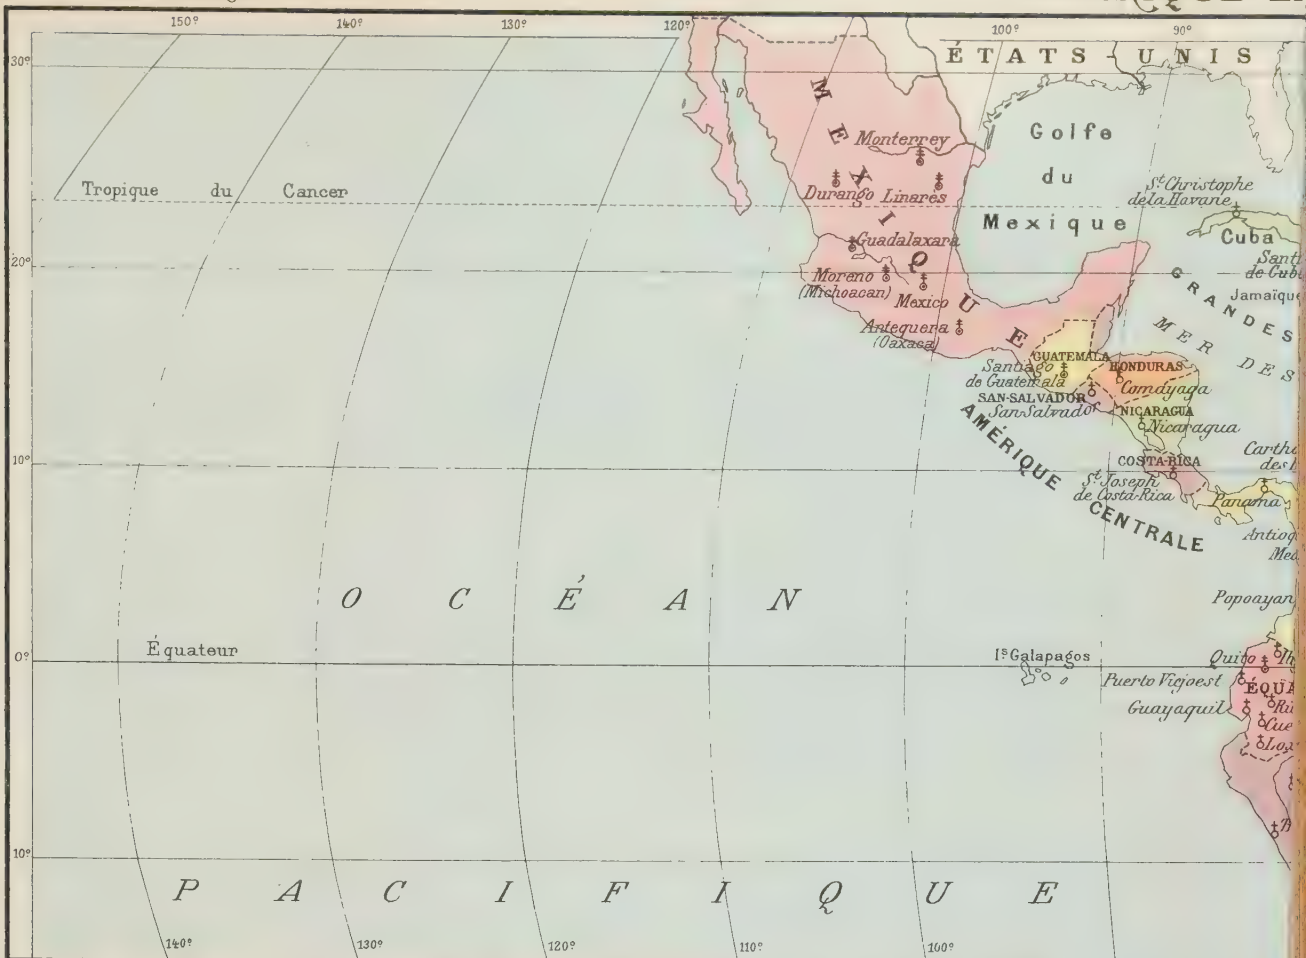 150°
140°
130°
120°
100°
90°
30°
ÉTATS-UNIS
MEXIQUE
Monterrey
Golfe
du
Mexique
Durango Linarès
Tropique du Cancer
St. Christophe
de la Havane
Cuba
Guadalaxara
20°
Moreno
(Michoacan)
Mexico
GRANDES
Jamaïque
MER DES
Antequera
(Oaxaca)
GUATEMALA
Santiago
de Guatemala
HONDURAS
Comayaga
SAN-SALVADOR
San Salvador
NICARAGUA
Nicaragua
AMÉRIQUE
CENTRALE
10°
COSTA-RICA
St. Joseph
de Costa-Rica
Panama
OCÉAN
Popoayan
0°
Équateur
Is. Galapagos
Quito
Puerto Viejoest
Guayaquil
10°
PACIFIQUE
140°
130°
120°
110°
100°